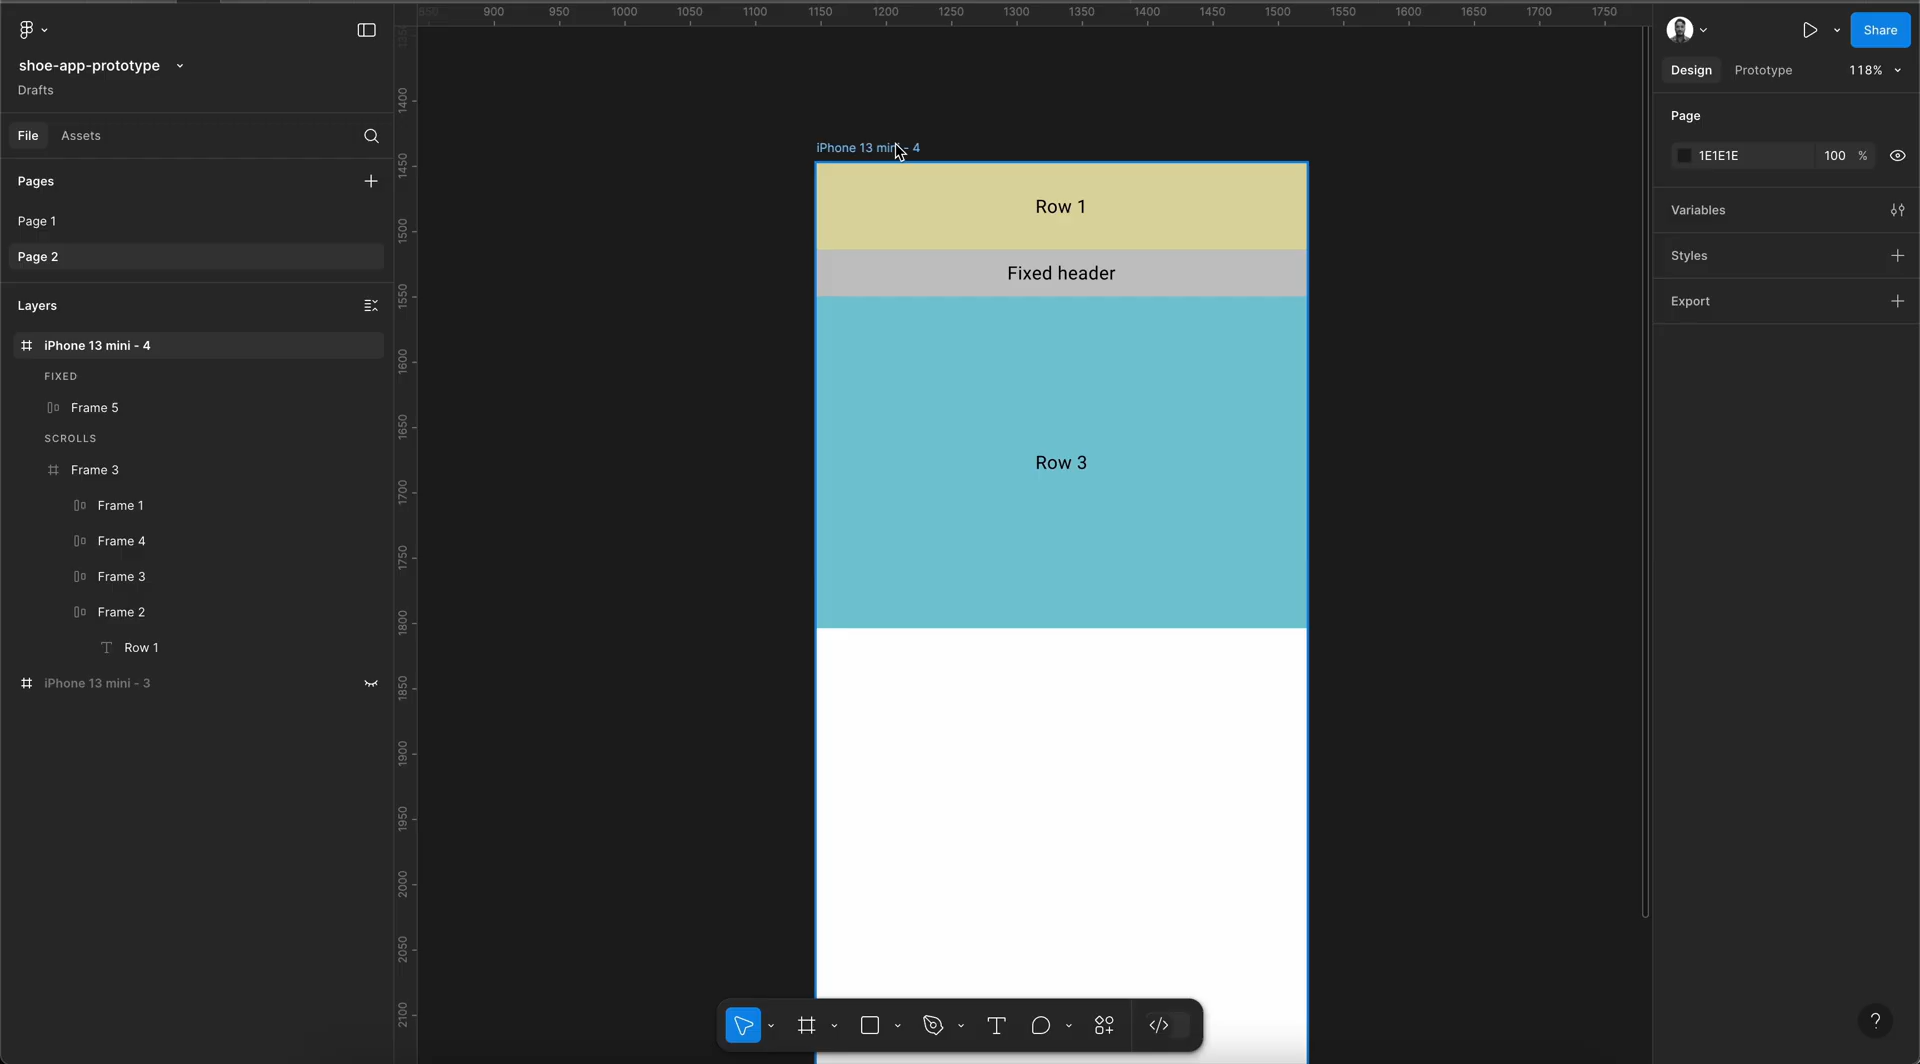 850 900 950 1000 1050 1100 1150 1200 1250 1300 1350 1400 1450 1500 1550 1600 1650 1700 1750
Share
shoe-app-prototype
Drafts
Design Prototype 118%
File Assets
Page
Pages
1E1E1E 100 %
iPhone 13 mini - 4
Page 1
Row 1
Variables
Page 2
Styles
Fixed header
Layers
Export
iPhone 13 mini - 4
FIXED
Frame 5
SCROLLS
Row 3
Frame 3
Frame 1
Frame 4
Frame 3
Frame 2
Row 1
iPhone 13 mini - 3
1350
1400
1450
1500
1550
1600
1650
1700
1750
1800
1850
1900
1950
2000
2050
2100
?